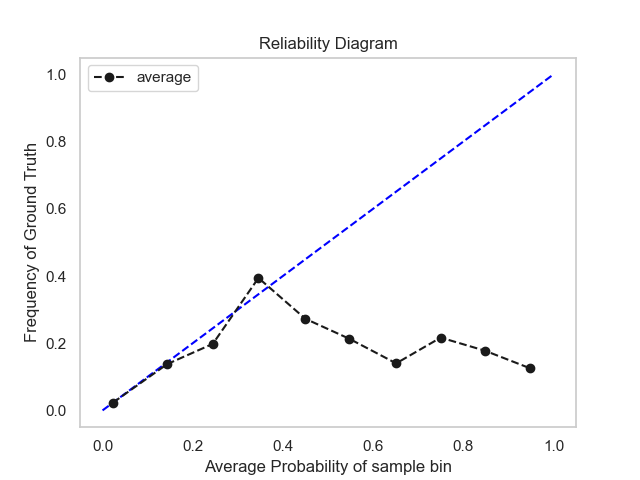 Reliability Diagram
average
Frequency of Ground Truth
1.0
0.8
0.6
0.4
0.2
0.0
0.0 0.2 0.4 0.6 0.8 1.0
Average Probability of sample bin